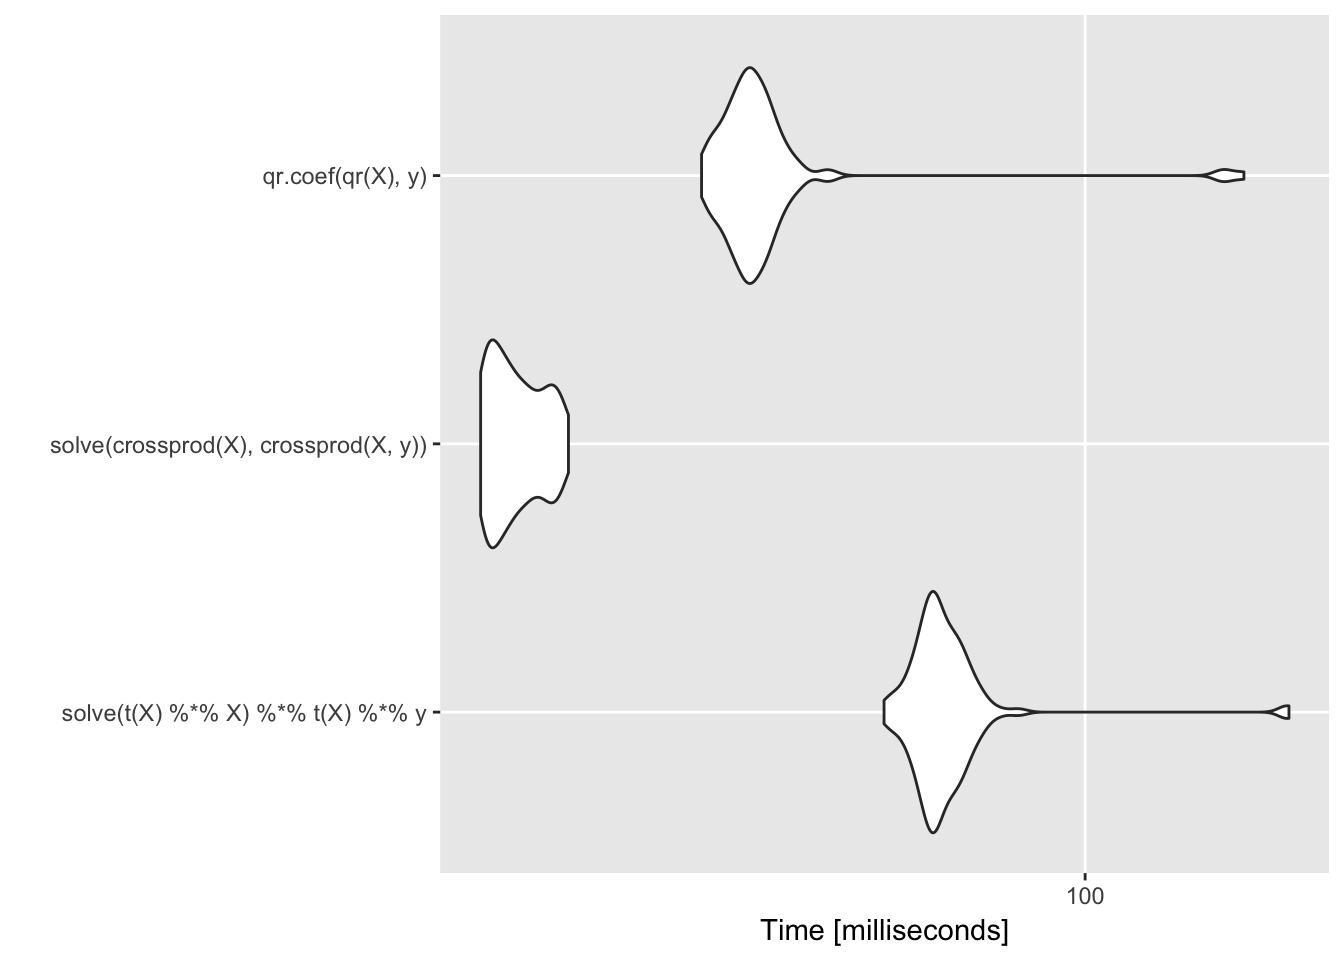 qr.coef(qr(X), y)
solve(crossprod(X), crossprod(X, y))
solve(t(X) %*% X) %*% t(X) %*% y
100
Time [milliseconds]